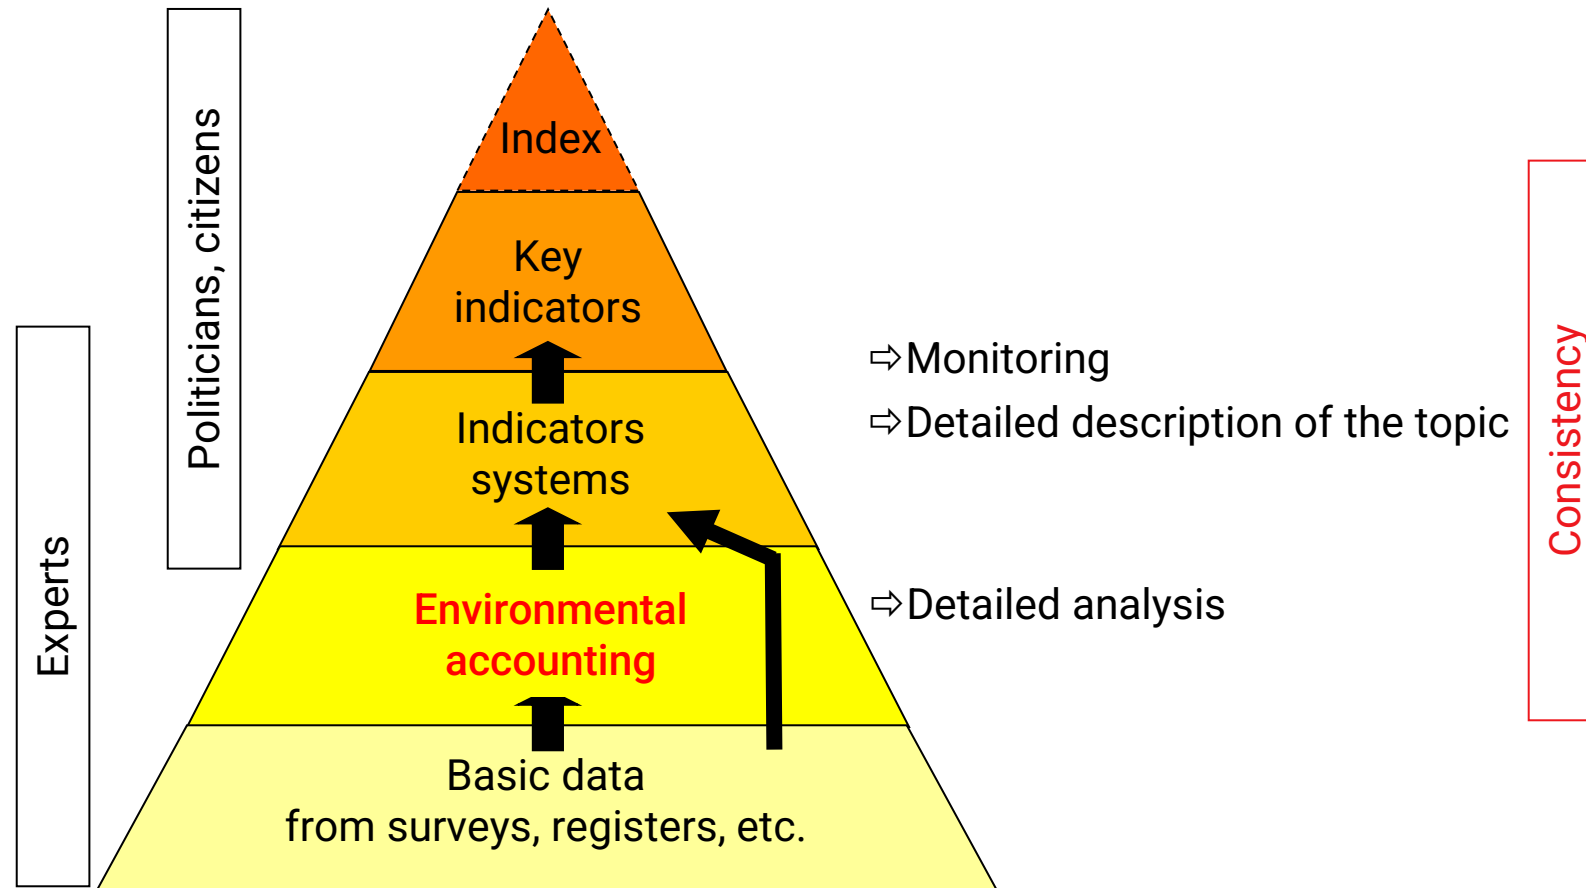 Politicians, citizens
Experts
Index
Key
indicators
Indicators
systems
Environmental
accounting
Basic data
from surveys, registers, etc.
⇨Monitoring
⇨Detailed description of the topic
⇨Detailed analysis
Consistency